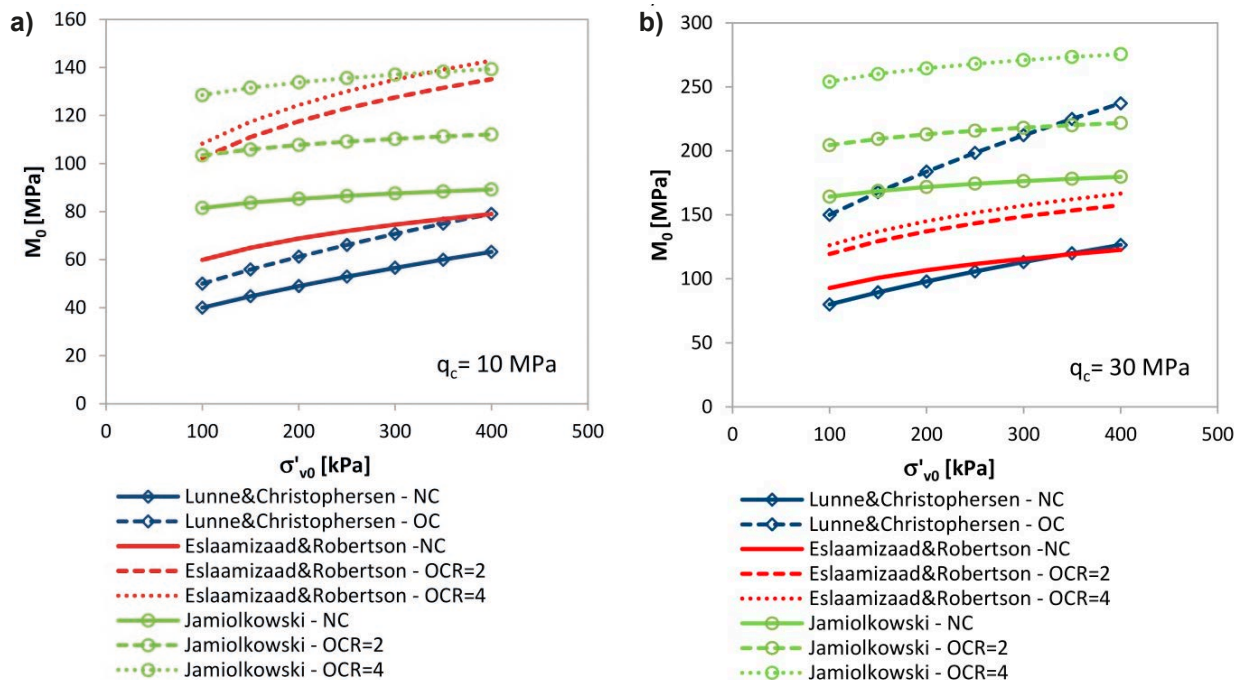 a)
160
140
120
100
80
60
40
20
0
M0 [MPa]
qc= 10 MPa
0 100 200 300 400 500
σ'v0 [kPa]
Lunne&Christophersen - NC
Lunne&Christophersen - OC
Eslaamizaad&Robertson -NC
Eslaamizaad&Robertson - OCR=2
Eslaamizaad&Robertson - OCR=4
Jamiolkowski - NC
Jamiolkowski - OCR=2
Jamiolkowski - OCR=4
b)
300
250
200
150
100
50
0
M0 [MPa]
qc= 30 MPa
0 100 200 300 400 500
σ'v0 [kPa]
Lunne&Christophersen - NC
Lunne&Christophersen - OC
Eslaamizaad&Robertson -NC
Eslaamizaad&Robertson - OCR=2
Eslaamizaad&Robertson - OCR=4
Jamiolkowski - NC
Jamiolkowski - OCR=2
Jamiolkowski - OCR=4